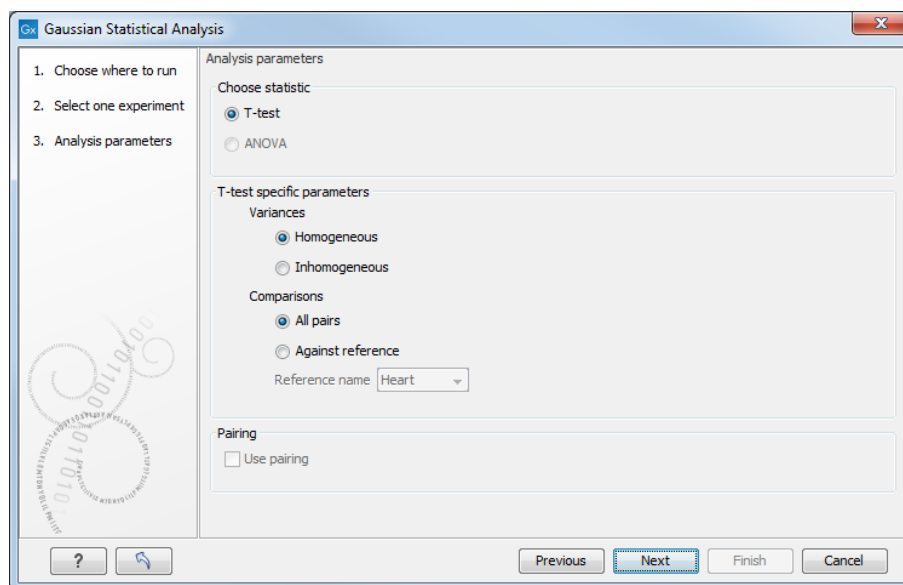 Gx Gaussian Statistical Analysis
1. Choose where to run
2. Select one experiment
3. Analysis parameters
Analysis parameters
Choose statistic
T-test
ANOVA
T-test specific parameters
Variances
Homogeneous
Inhomogeneous
Comparisons
All pairs
Against reference
Reference name Heart
Pairing
Use pairing
? Previous Next Finish Cancel